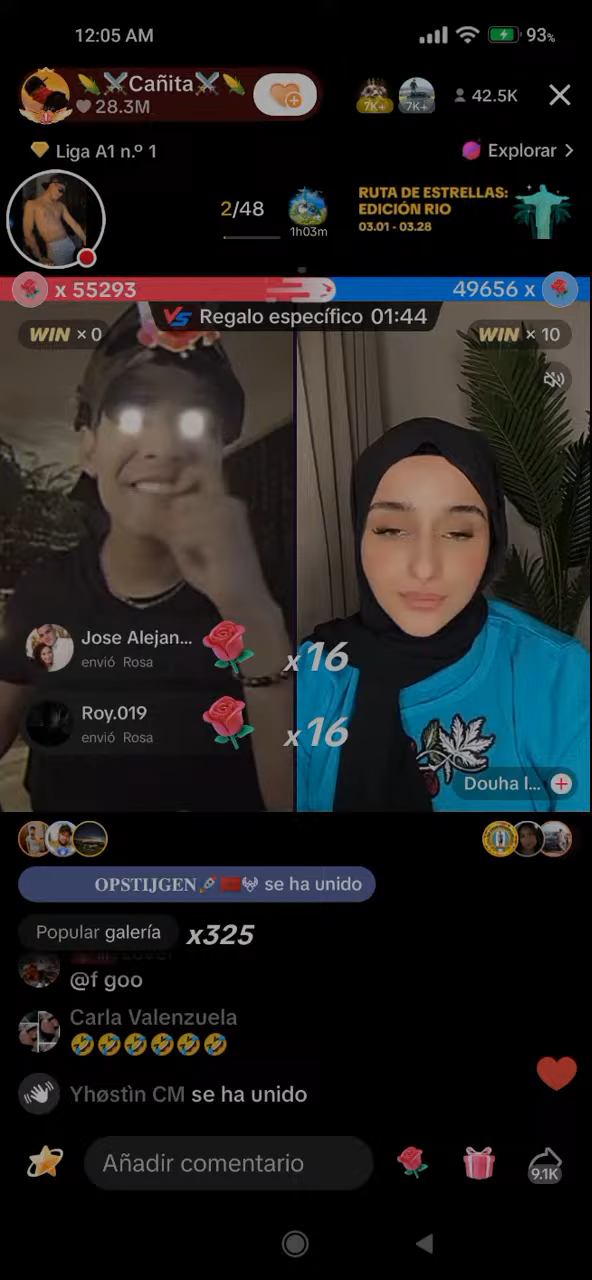 12:05 AM
93%
🌽⚔️Cañita⚔️🌽
28.3M
7K+
7K+
42.5K
Liga A1 n.º 1
Explorar >
2/48
1h03m
RUTA DE ESTRELLAS:
EDICIÓN RIO
03.01 - 03.28
x 55293
49656 x
VS Regalo específico 01:44
WIN × 0
WIN × 10
Jose Alejan...
envió Rosa
x16
Roy.019
envió Rosa
x16
Douha l...
OPSTIJGEN se ha unido
Popular galería
x325
@f goo
Carla Valenzuela
🤣🤣🤣🤣🤣🤣
Yhøstìn CM se ha unido
Añadir comentario
9.1K